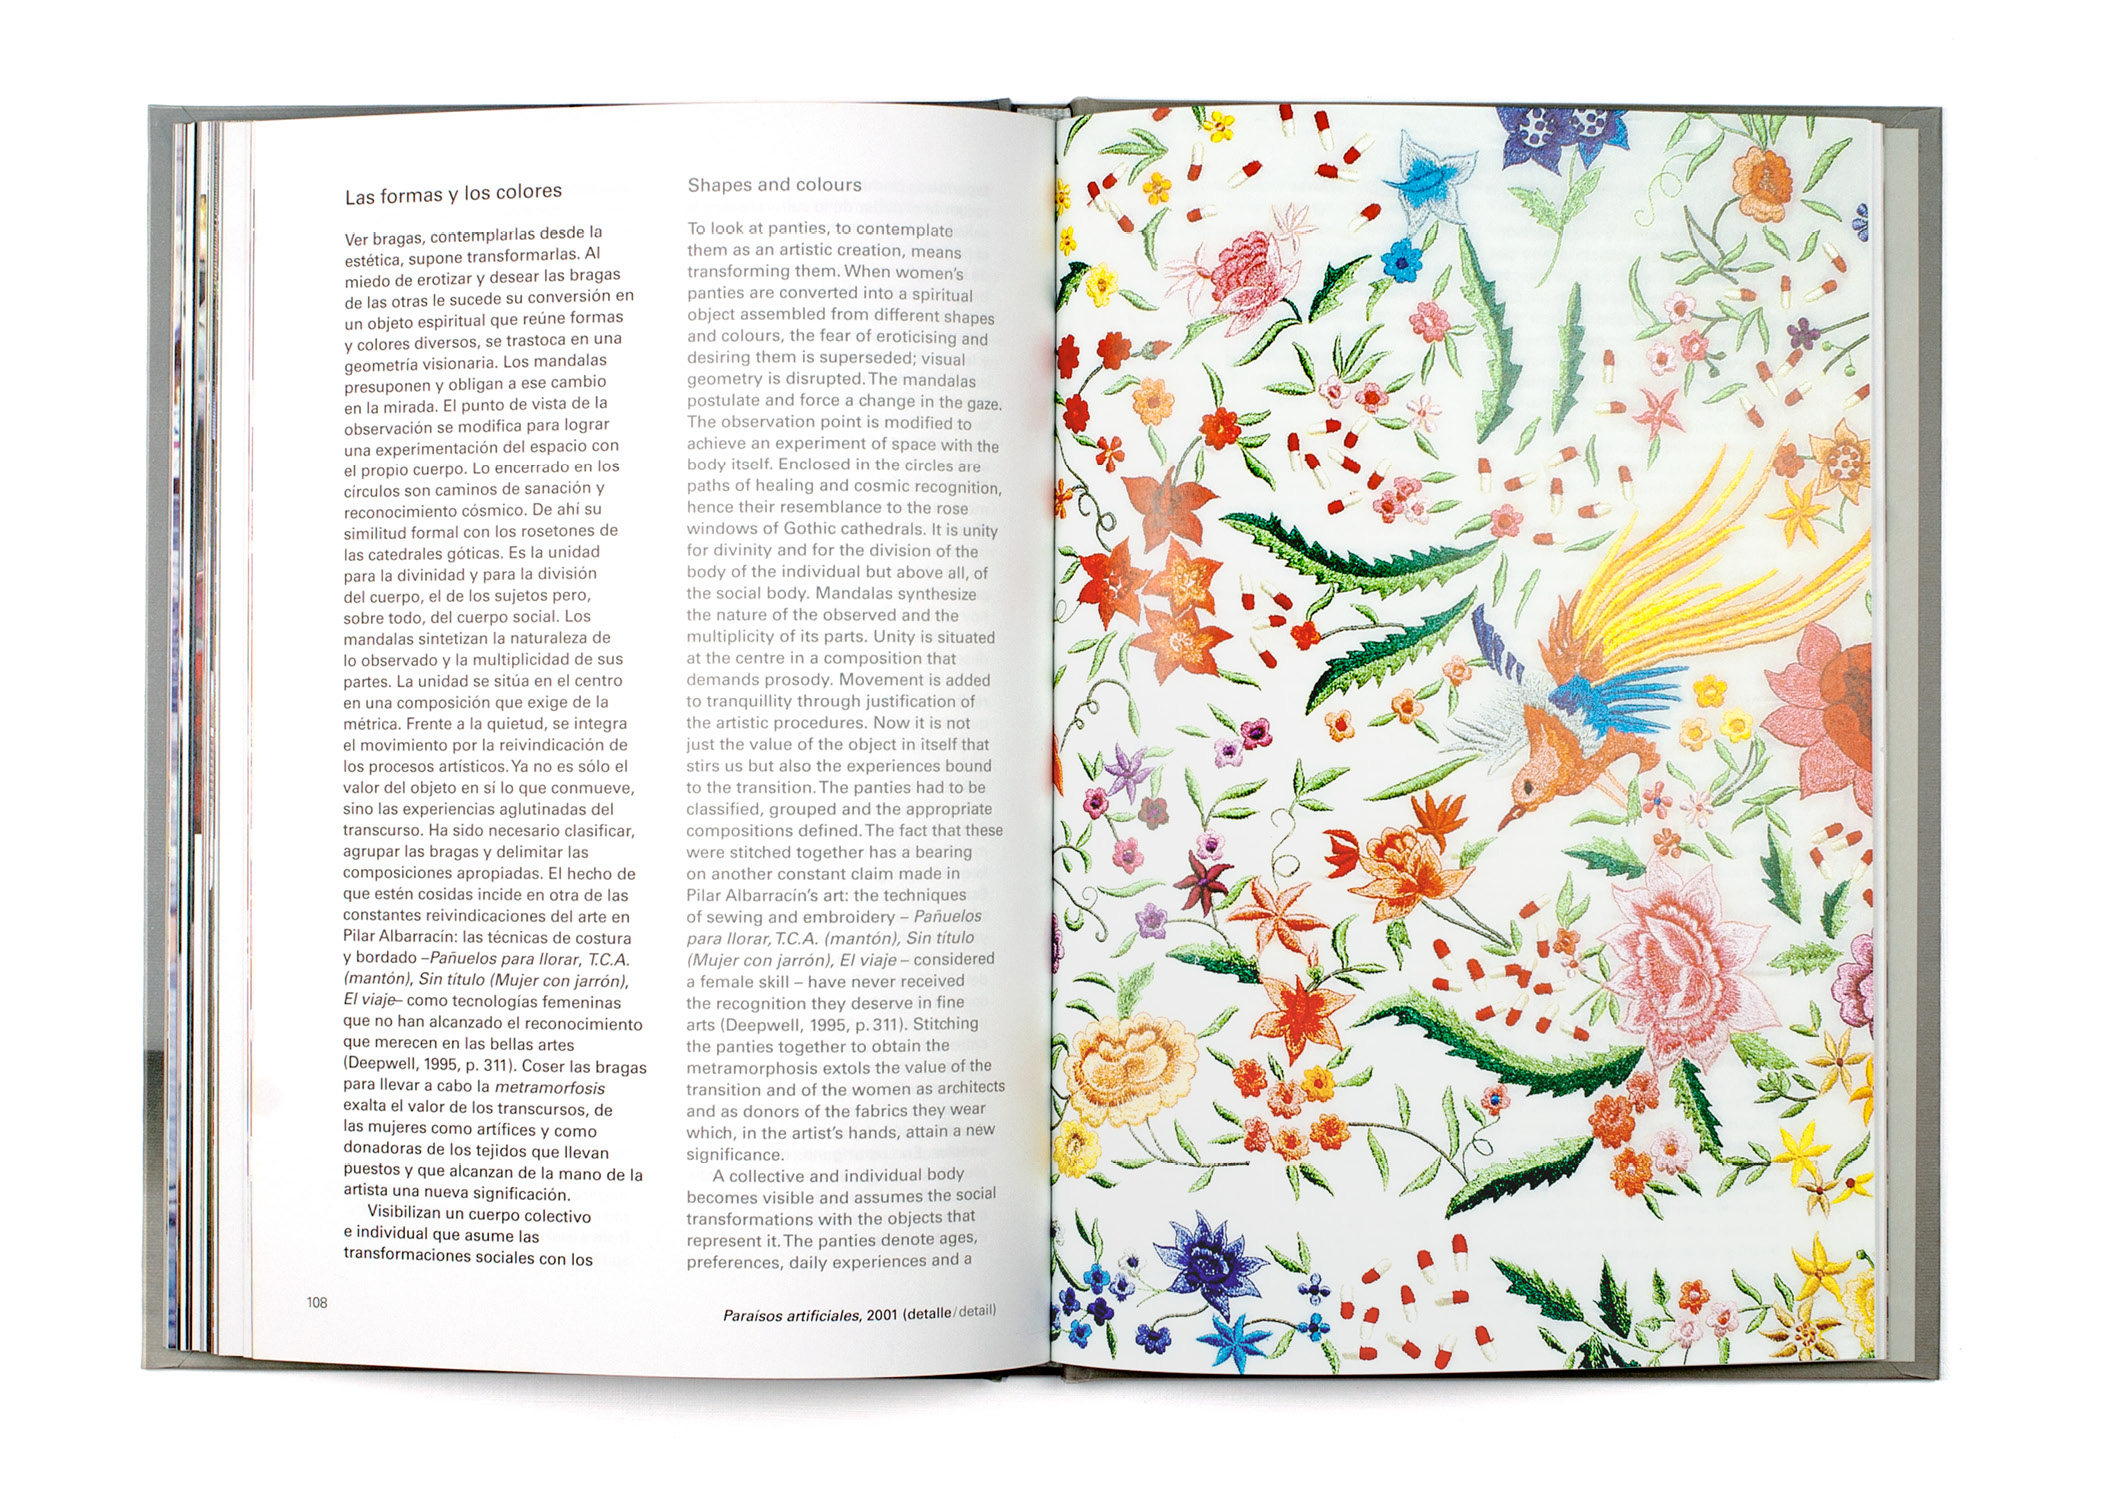 Las formas y los colores
Ver bragas, contemplarlas desde la
estética, supone transformarlas. Al
miedo de erotizar y desear las bragas
de las otras le sucede su conversión en
un objeto espiritual que reúne formas
y colores diversos, se trastoca en una
geometría visionaria. Los mandalas
presuponen y obligan a ese cambio
en la mirada. El punto de vista de la
observación se modifica para lograr
una experimentación del espacio con
el propio cuerpo. Lo encerrado en los
círculos son caminos de sanación y
reconocimiento cósmico. De ahí su
similitud formal con los rosetones de
las catedrales góticas. Es la unidad
para la divinidad y para la división
del cuerpo, el de los sujetos pero,
sobre todo, del cuerpo social. Los
mandalas sintetizan la naturaleza de
lo observado y la multiplicidad de sus
partes. La unidad se sitúa en el centro
en una composición que exige de la
métrica. Frente a la quietud, se integra
el movimiento por la reivindicación de
los procesos artísticos. Ya no es sólo el
valor del objeto en sí lo que conmueve,
sino las experiencias aglutinadas del
transcurso. Ha sido necesario clasificar,
agrupar las bragas y delimitar las
composiciones apropiadas. El hecho de
que estén cosidas incide en otra de las
constantes reivindicaciones del arte en
Pilar Albarracín: las técnicas de costura
y bordado –Pañuelos para llorar, T.C.A.
(mantón), Sin título (Mujer con jarrón),
El viaje– como tecnologías femeninas
que no han alcanzado el reconocimiento
que merecen en las bellas artes
(Deepwell, 1995, p. 311). Coser las bragas
para llevar a cabo la metramorfosis
exalta el valor de los transcursos, de
las mujeres como artífices y como
donadoras de los tejidos que llevan
puestos y que alcanzan de la mano de la
artista una nueva significación.
Visibilizan un cuerpo colectivo
e individual que asume las
transformaciones sociales con los
108
Shapes and colours
To look at panties, to contemplate
them as an artistic creation, means
transforming them. When women's
panties are converted into a spiritual
object assembled from different shapes
and colours, the fear of eroticising and
desiring them is superseded; visual
geometry is disrupted. The mandalas
postulate and force a change in the gaze.
The observation point is modified to
achieve an experiment of space with the
body itself. Enclosed in the circles are
paths of healing and cosmic recognition,
hence their resemblance to the rose
windows of Gothic cathedrals. It is unity
for divinity and for the division of the
body of the individual but above all, of
the social body. Mandalas synthesize
the nature of the observed and the
multiplicity of its parts. Unity is situated
at the centre in a composition that
demands prosody. Movement is added
to tranquillity through justification of
the artistic procedures. Now it is not
just the value of the object in itself that
stirs us but also the experiences bound
to the transition. The panties had to be
classified, grouped and the appropriate
compositions defined. The fact that these
were stitched together has a bearing
on another constant claim made in
Pilar Albarracín's art: the techniques
of sewing and embroidery – Pañuelos
para llorar, T.C.A. (mantón), Sin título
(Mujer con jarrón), El viaje – considered
a female skill – have never received
the recognition they deserve in fine
arts (Deepwell, 1995, p. 311). Stitching
the panties together to obtain the
metramorphosis extols the value of the
transition and of the women as architects
and as donors of the fabrics they wear
which, in the artist's hands, attain a new
significance.
A collective and individual body
becomes visible and assumes the social
transformations with the objects that
represent it. The panties denote ages,
preferences, daily experiences and a
Paraísos artificiales, 2001 (detalle/detail)